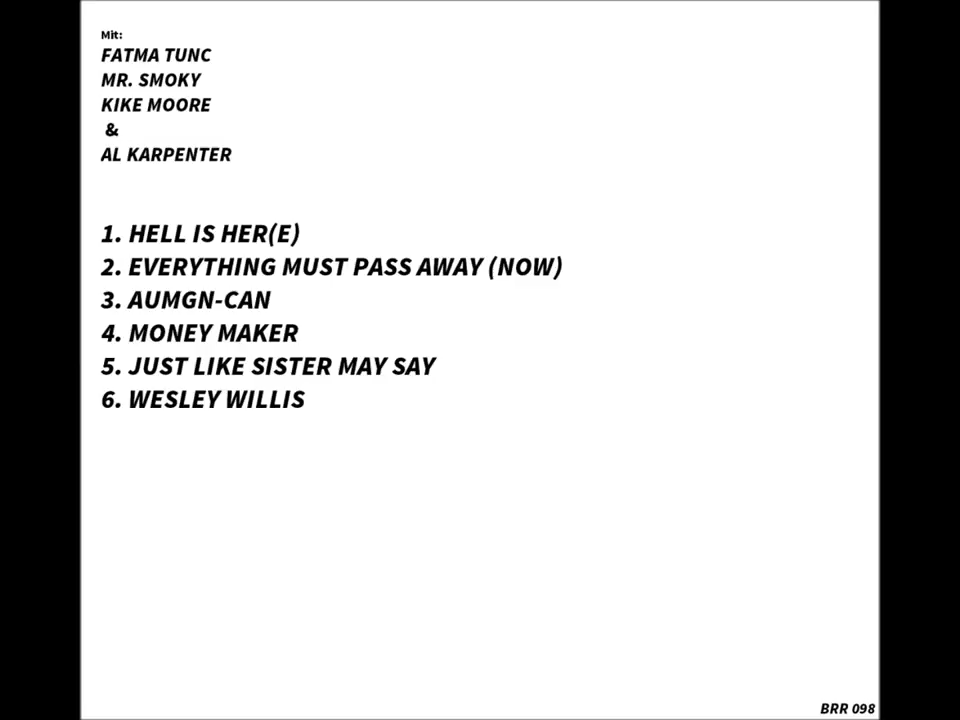 Mit:
FATMA TUNC
MR. SMOKY
KIKE MOORE
&
AL KARPENTER
1. HELL IS HER(E)
2. EVERYTHING MUST PASS AWAY (NOW)
3. AUMGN-CAN
4. MONEY MAKER
5. JUST LIKE SISTER MAY SAY
6. WESLEY WILLIS
BRR 098